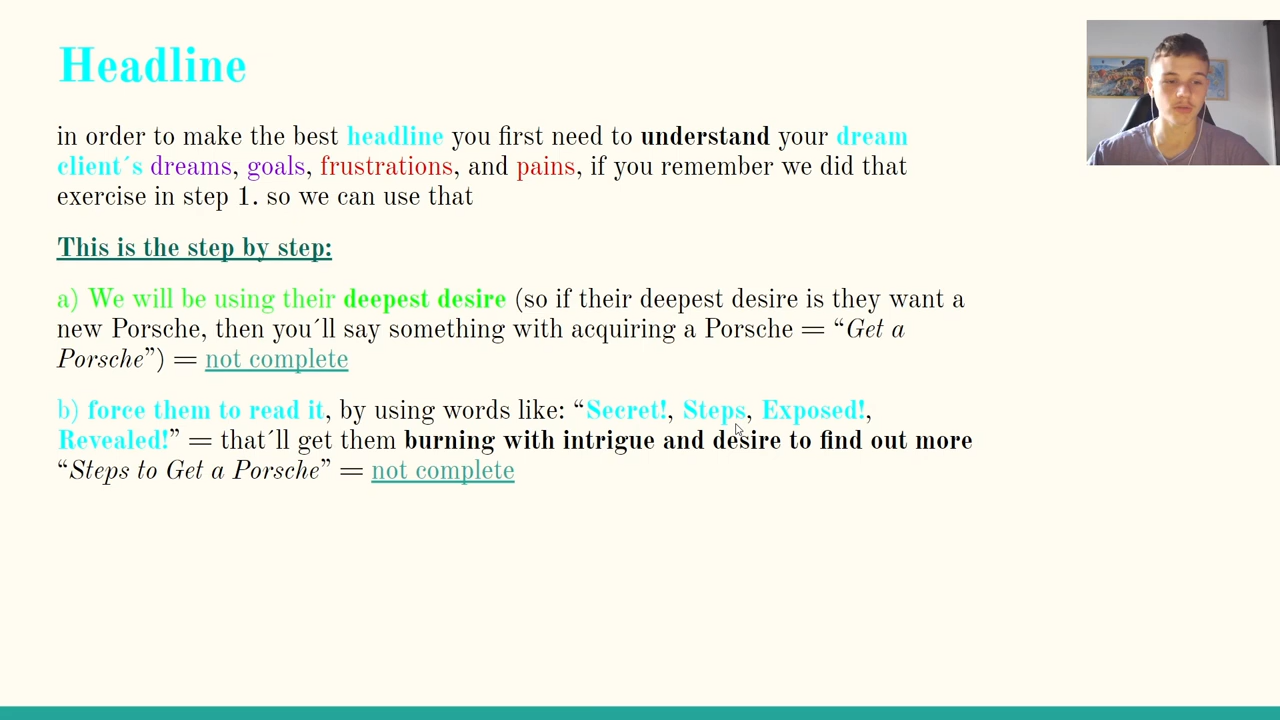 Headline
in order to make the best headline you first need to understand your dream
client´s dreams, goals, frustrations, and pains, if you remember we did that
exercise in step 1. so we can use that
This is the step by step:
a) We will be using their deepest desire (so if their deepest desire is they want a
new Porsche, then you´ll say something with acquiring a Porsche = “Get a
Porsche”) = not complete
b) force them to read it, by using words like: “Secret!, Steps, Exposed!,
Revealed!” = that´ll get them burning with intrigue and desire to find out more
“Steps to Get a Porsche” = not complete